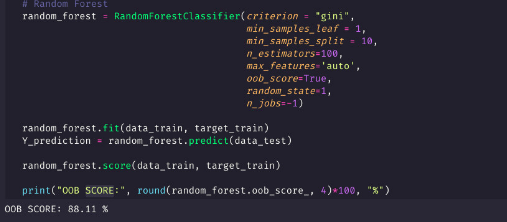 # Random Forest
random_forest = RandomForestClassifier(criterion = "gini",
min_samples_leaf = 1,
min_samples_split = 10,
n_estimators=100,
max_features='auto',
oob_score=True,
random_state=1,
n_jobs=-1)
random_forest.fit(data_train, target_train)
Y_prediction = random_forest.predict(data_test)
random_forest.score(data_train, target_train)
print("OOB SCORE:", round(random_forest.oob_score_, 4)*100, "%")
OOB SCORE: 88.11 %